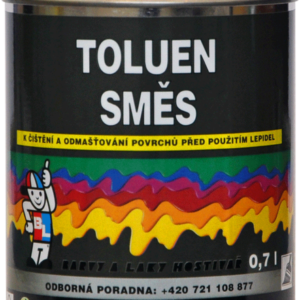 TOLUEN
SMĚS
K ČIŠTĚNÍ A ODMAŠŤOVÁNÍ POVRCHŮ PŘED POUŽITÍM LEPIDEL
BL
BARVY A LAKY HOSTIVAŘ
0,7 l
ODBORNÁ PORADNA: +420 721 108 877